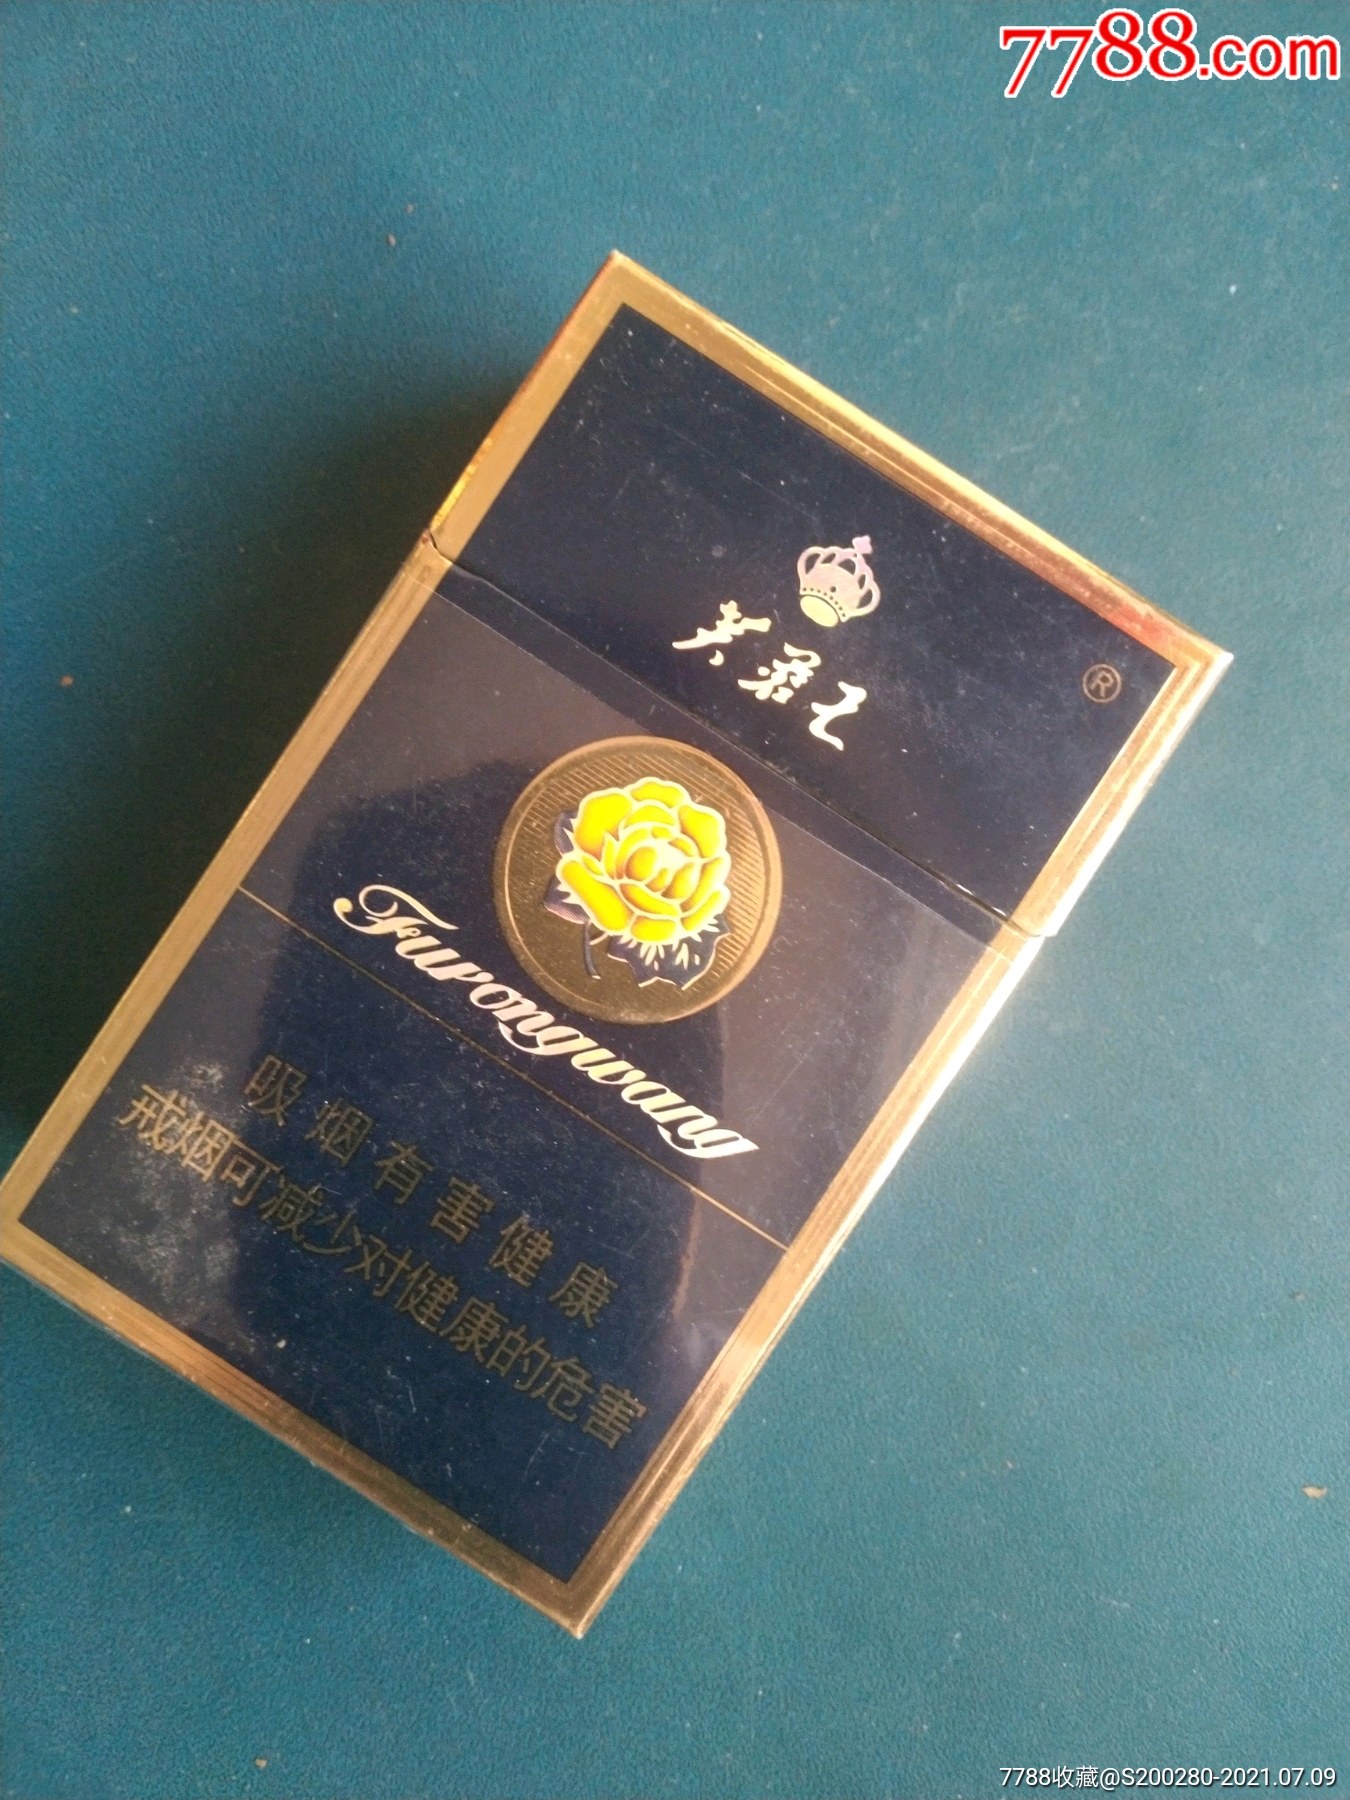 7788.com
芙蓉王
®
Furongwang
吸烟有害健康
戒烟可减少对健康的危害
7788收藏@S200280-2021.07.09